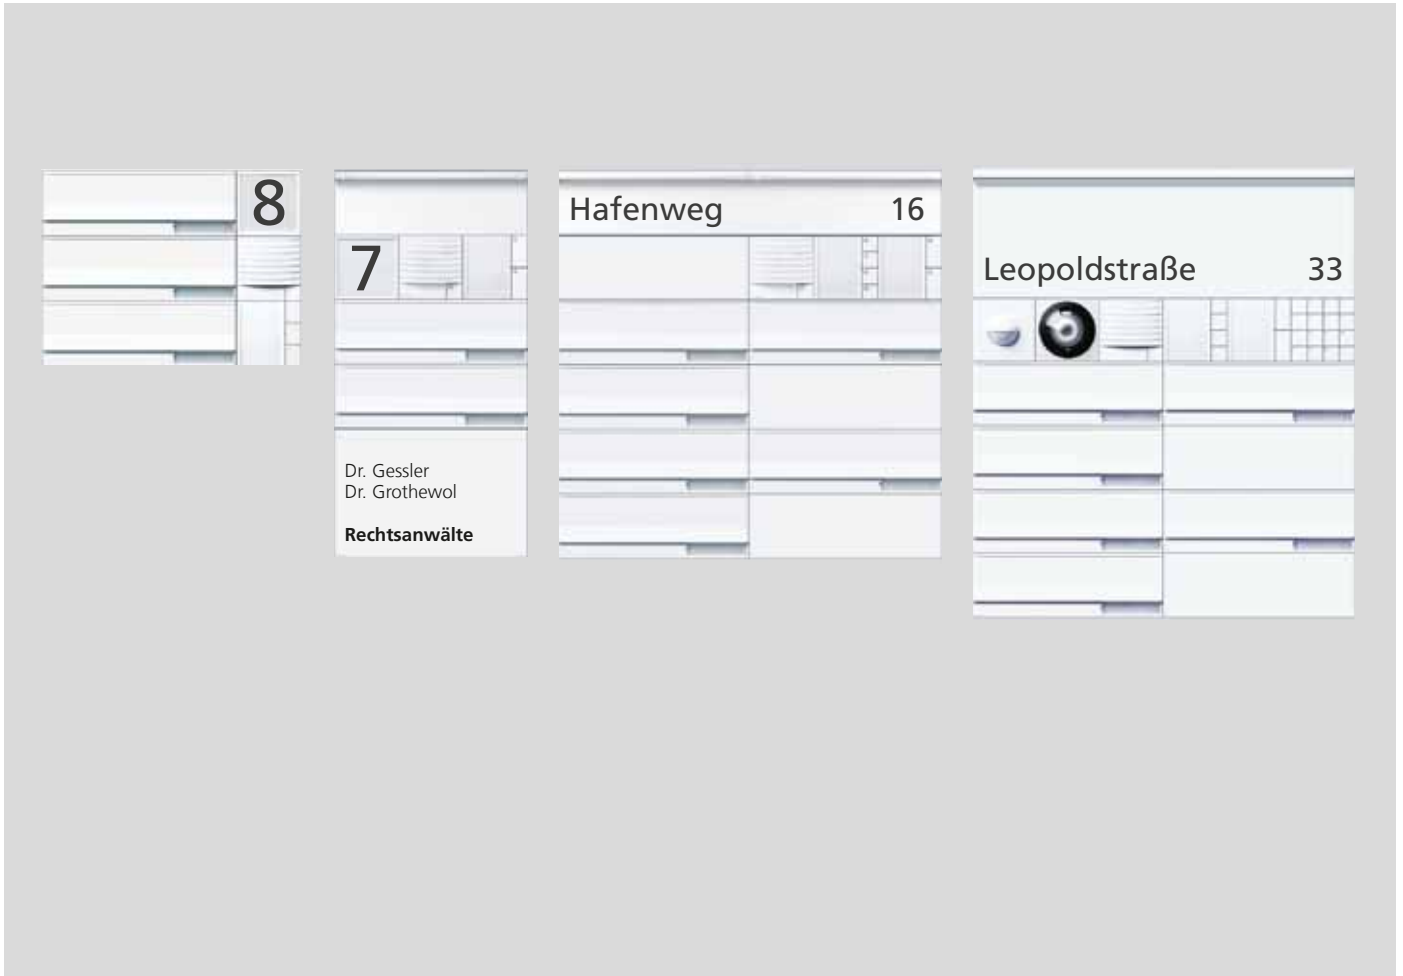 8
7
Dr. Gessler
Dr. Grothewol
Rechtsanwälte
Hafenweg 16
Leopoldstraße 33